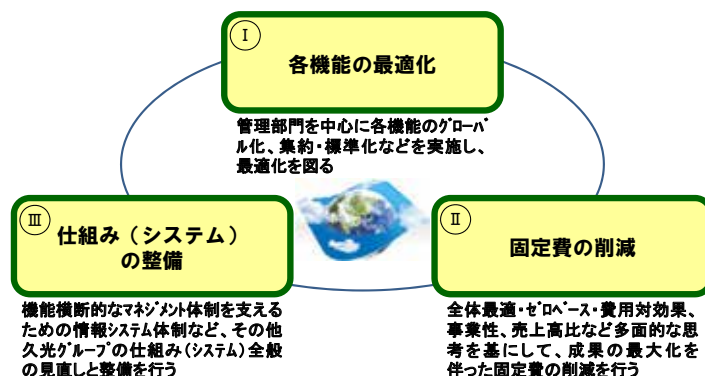 Ⅰ
各機能の最適化
管理部門を中心に各機能のｸﾞﾛｰﾊﾞ
ﾙ化、集約・標準化などを実施し、
最適化を図る
Ⅲ
仕組み（システム）
の整備
機能横断的なﾏﾈｼﾞﾒﾝﾄ体制を支える
ための情報ｼｽﾃﾑ体制など、その他
久光ｸﾞﾙｰﾌﾟの仕組み(ｼｽﾃﾑ)全般
の見直しと整備を行う
Ⅱ
固定費の削減
全体最適・ｾﾞﾛﾍﾞｰｽ・費用対効果、
事業性、売上高比など多面的な思
考を基にして、成果の最大化を
伴った固定費の削減を行う